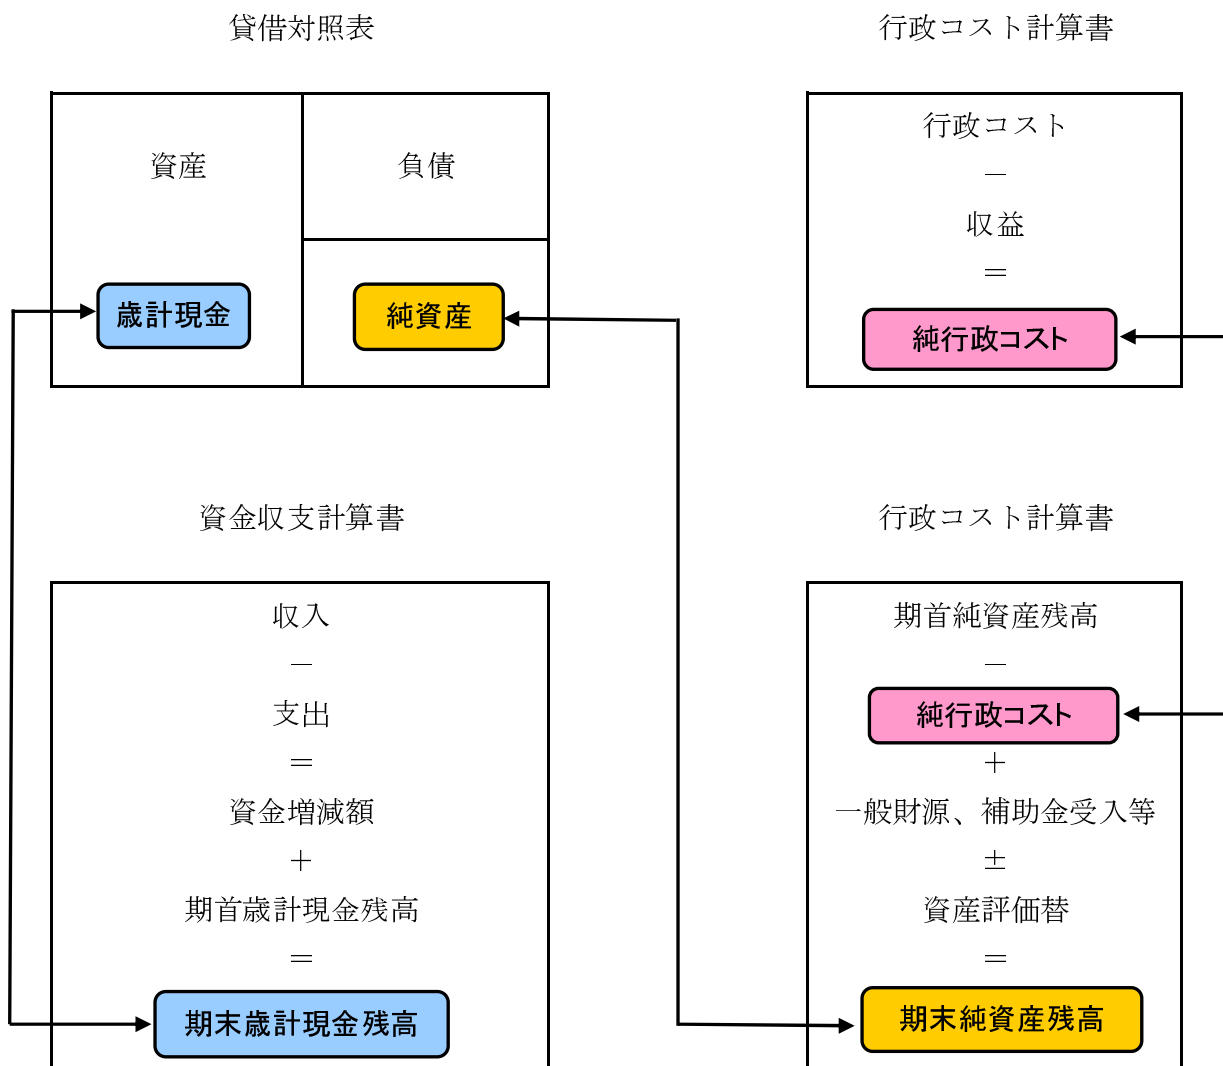 貸借対照表
資産
負債
歳計現金
純資産
行政コスト計算書
行政コスト
－
収益
＝
純行政コスト
資金収支計算書
収入
－
支出
＝
資金増減額
＋
期首歳計現金残高
＝
期末歳計現金残高
行政コスト計算書
期首純資産残高
－
純行政コスト
＋
一般財源、補助金受入等
±
資産評価替
＝
期末純資産残高